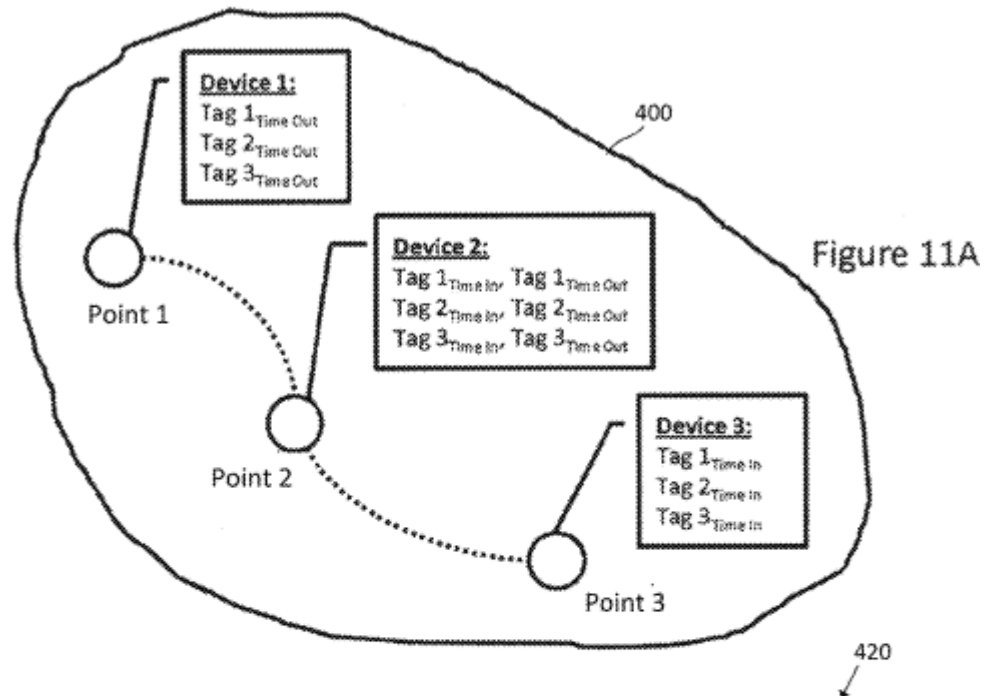 Device 1:
Tag 1Time Out
Tag 2Time Out
Tag 3Time Out
400
Device 2:
Tag 1Time In, Tag 1Time Out
Tag 2Time In, Tag 2Time Out
Tag 3Time In, Tag 3Time Out
Figure 11A
Point 1
Device 3:
Tag 1Time In
Tag 2Time In
Tag 3Time In
Point 2
Point 3
420